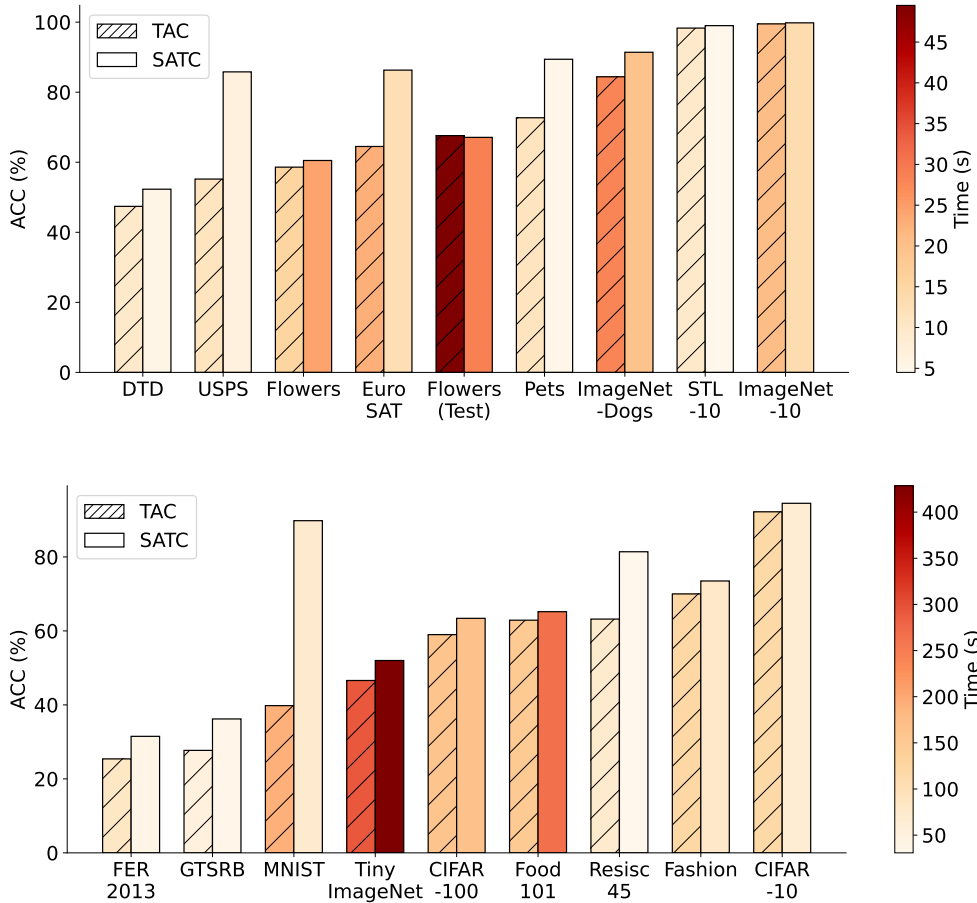 100
80
60
40
20
0
ACC (%)
TAC
SATC
DTD USPS Flowers Euro SAT Flowers (Test) Pets ImageNet -Dogs STL -10 ImageNet -10
45
40
35
30
25
20
15
10
5
Time (s)
80
60
40
20
0
ACC (%)
TAC
SATC
FER 2013 GTSRB MNIST Tiny ImageNet CIFAR -100 Food 101 Resisc 45 Fashion CIFAR -10
400
350
300
250
200
150
100
50
Time (s)